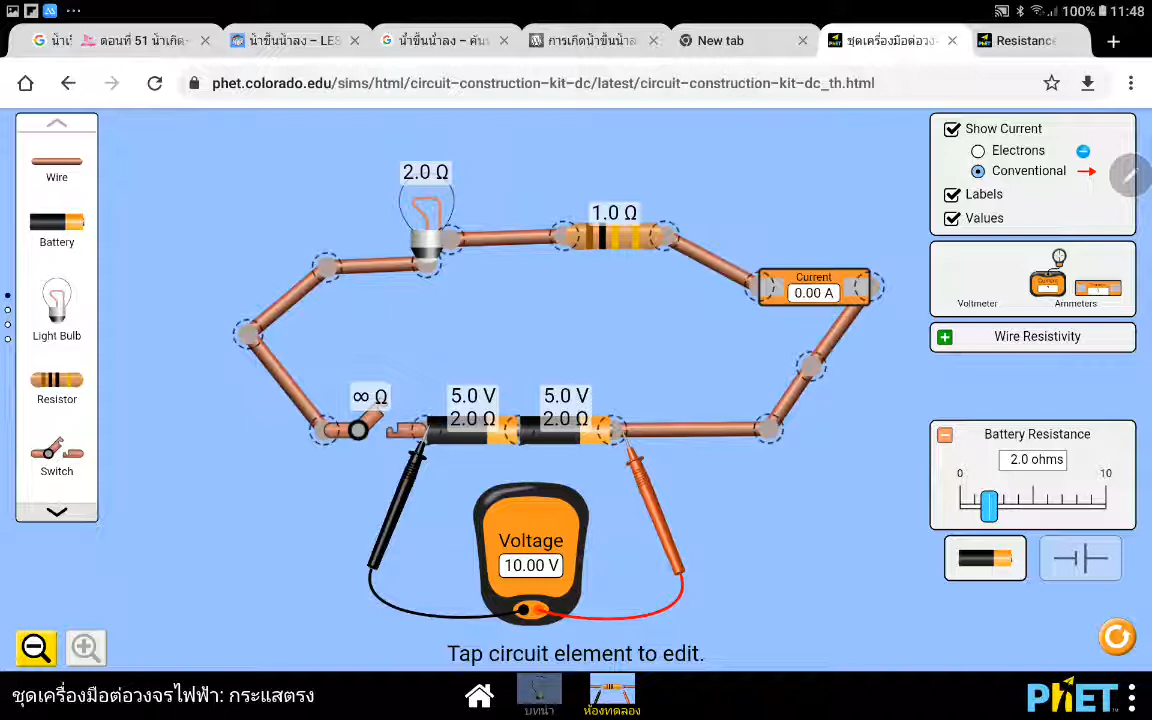 100% 11:48
ตอนที่ 51 น้ำเกิด-
น้ำขึ้นน้ำลง – LES
น้ำขึ้นน้ำลง – ค้น
การเกิดน้ำขึ้นน้ำล
New tab
ชุดเครื่องมือต่อวงจ
Resistance
phet.colorado.edu/sims/html/circuit-construction-kit-dc/latest/circuit-construction-kit-dc_th.html
Wire
Battery
Light Bulb
Resistor
Switch
2.0 Ω
1.0 Ω
Current
0.00 A
∞ Ω
5.0 V
2.0 Ω
5.0 V
2.0 Ω
Voltage
10.00 V
Tap circuit element to edit.
Show Current
Electrons
Conventional
Labels
Values
Voltmeter
Ammeters
Wire Resistivity
Battery Resistance
2.0 ohms
0
10
ชุดเครื่องมือต่อวงจรไฟฟ้า: กระแสตรง
บทนำ
ห้องทดลอง
PhET